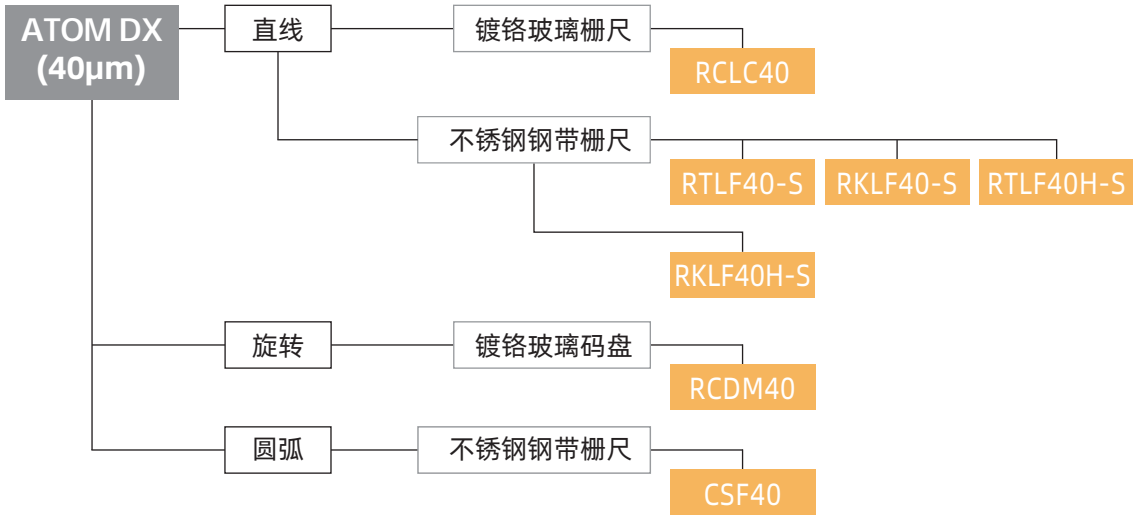 ATOM DX
(40µm)
直线
镀铬玻璃栅尺
RCLC40
不锈钢钢带栅尺
RTLF40-S
RKLF40-S
RTLF40H-S
RKLF40H-S
旋转
镀铬玻璃码盘
RCDM40
圆弧
不锈钢钢带栅尺
CSF40